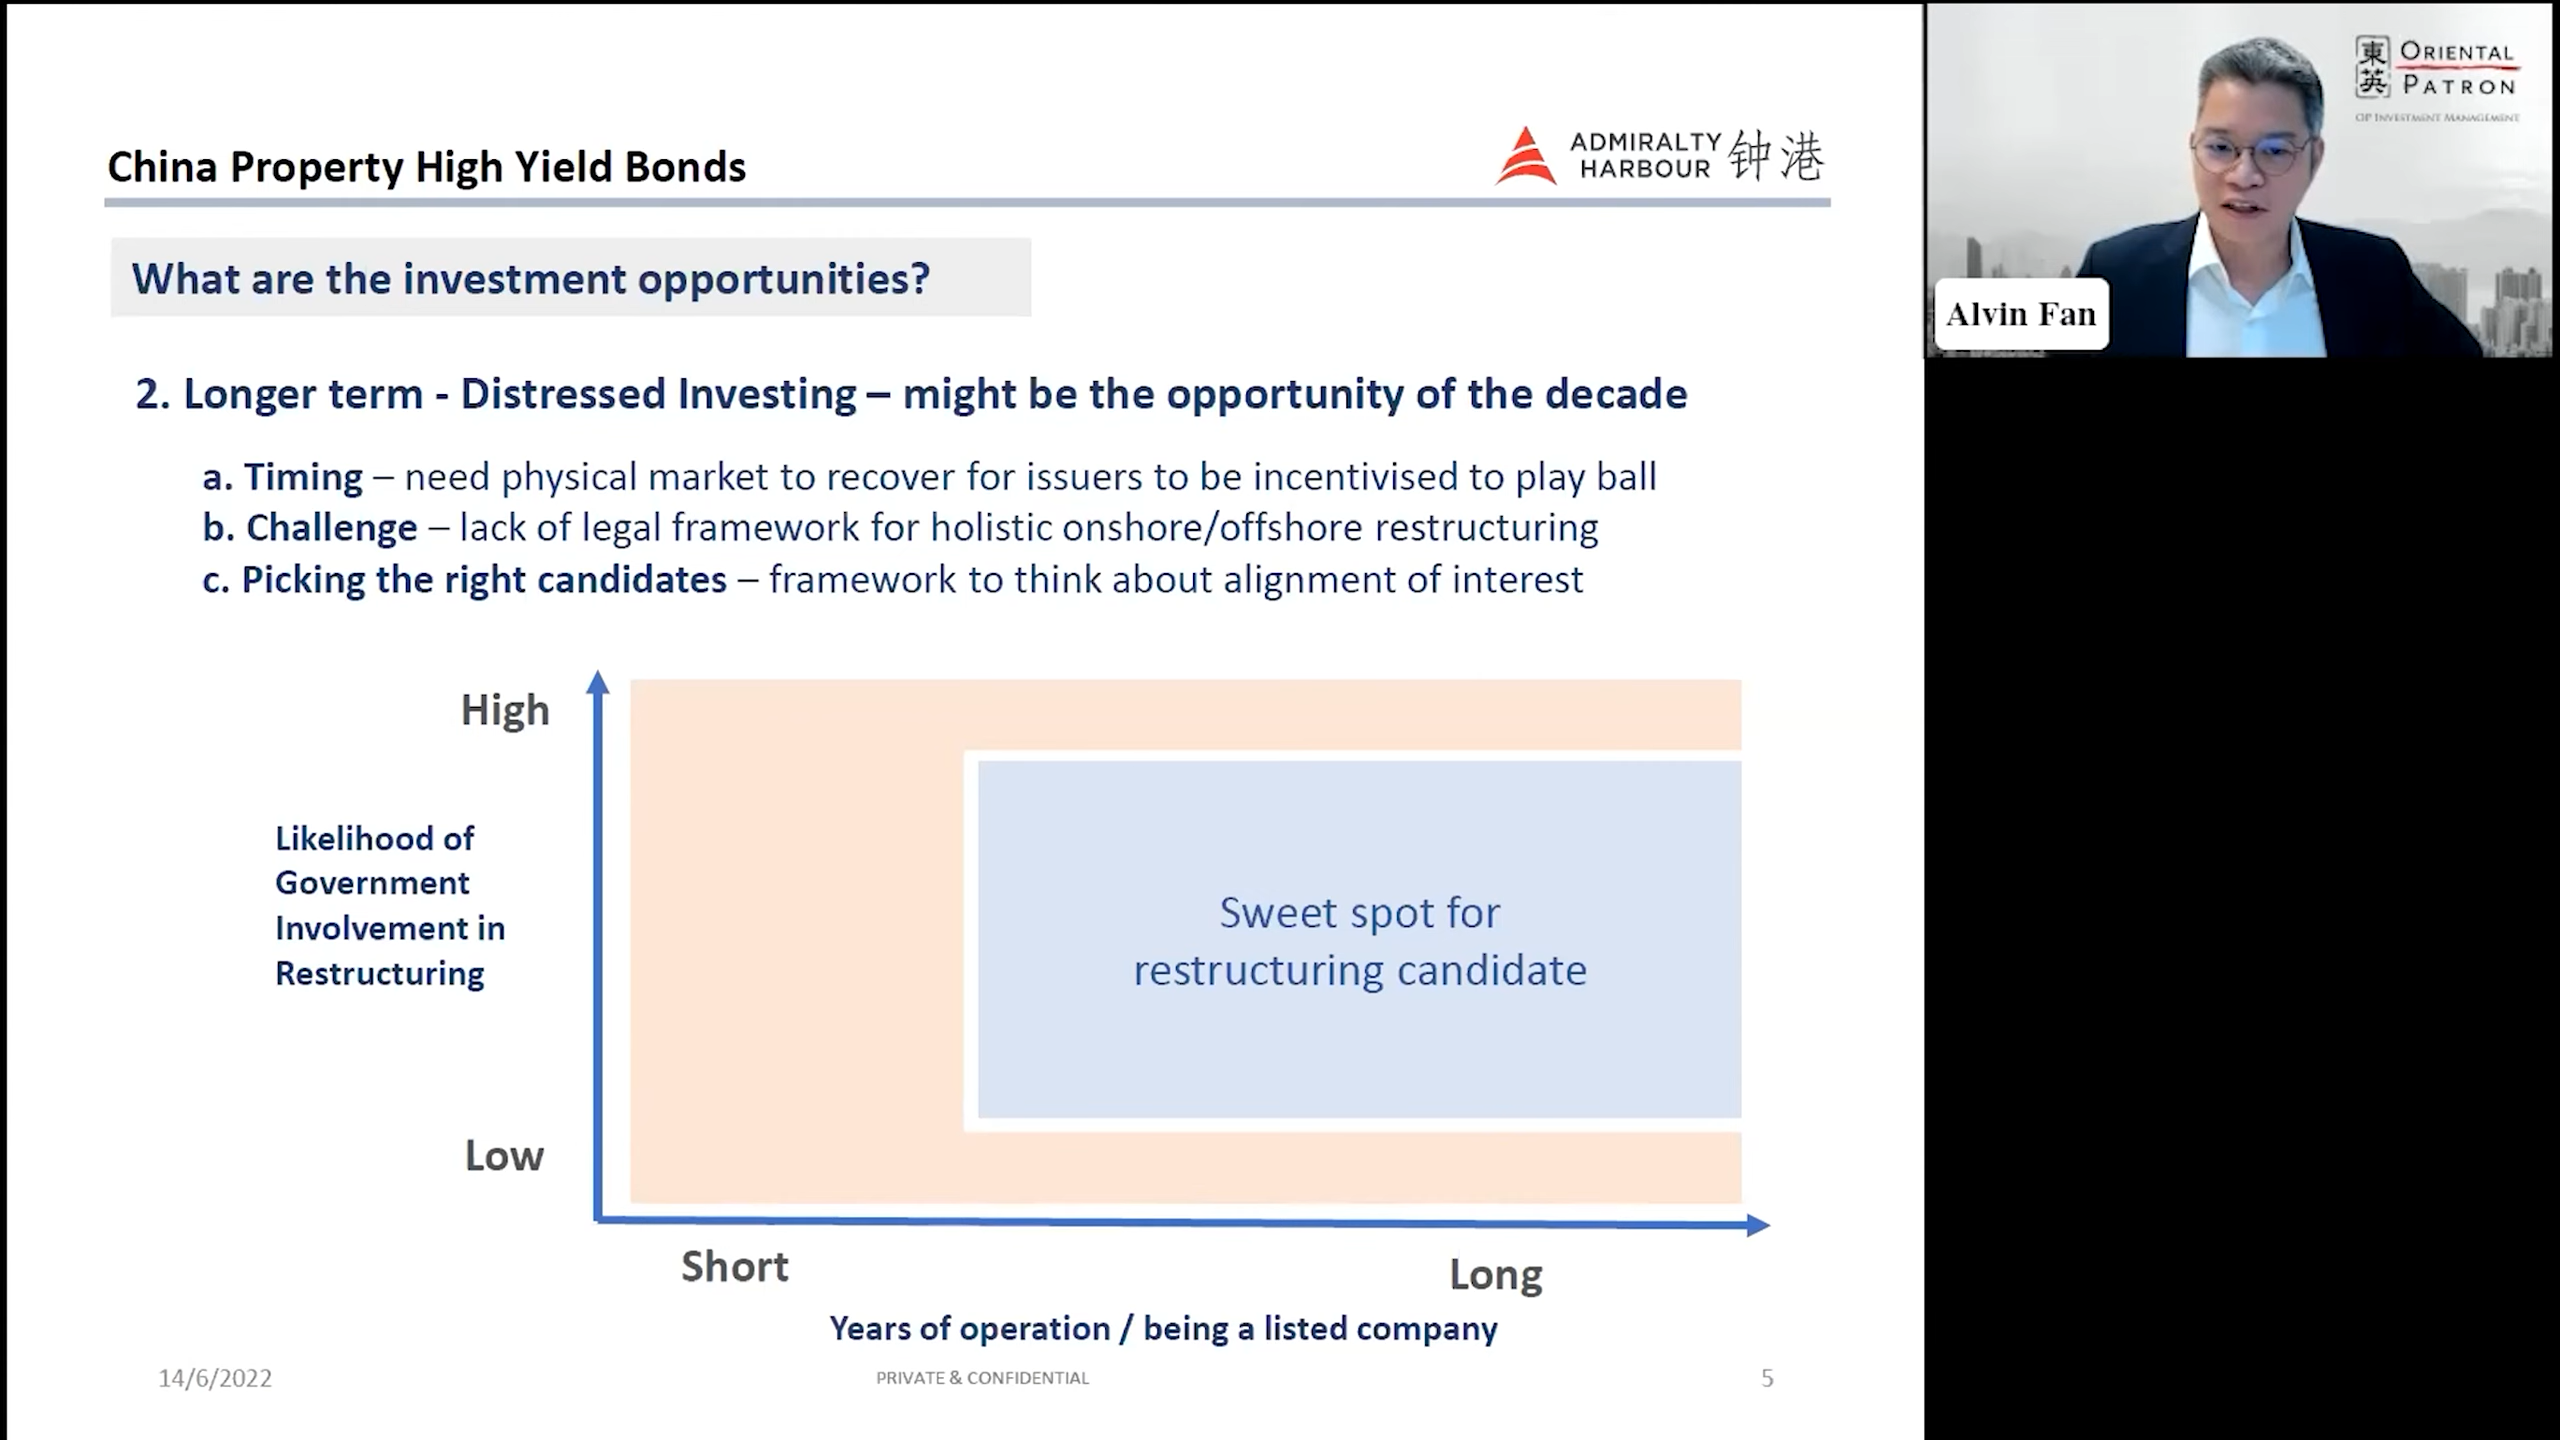 China Property High Yield Bonds
ADMIRALTY
HARBOUR
钟港
What are the investment opportunities?
2. Longer term - Distressed Investing – might be the opportunity of the decade
a. Timing – need physical market to recover for issuers to be incentivised to play ball
b. Challenge – lack of legal framework for holistic onshore/offshore restructuring
c. Picking the right candidates – framework to think about alignment of interest
High
Likelihood of
Government
Involvement in
Restructuring
Low
Sweet spot for
restructuring candidate
Short
Long
Years of operation / being a listed company
14/6/2022
PRIVATE & CONFIDENTIAL
5
東英
ORIENTAL
PATRON
OP INVESTMENT MANAGEMENT
Alvin Fan